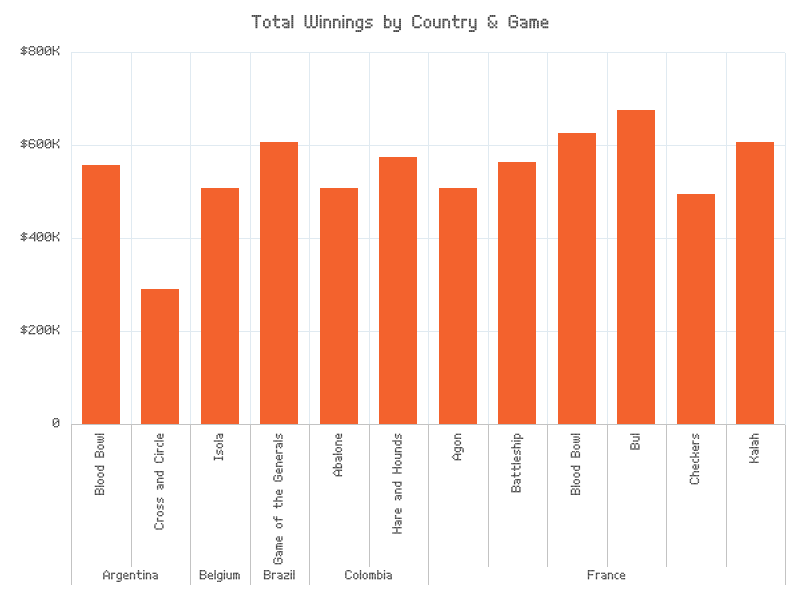 Total Winnings by Country & Game
$800K
$600K
$400K
$200K
0
Blood Bowl
Cross and Circle
Isola
Game of the Generals
Abalone
Hare and Hounds
Agon
Battleship
Blood Bowl
Bul
Checkers
Kalah
Argentina
Belgium
Brazil
Colombia
France